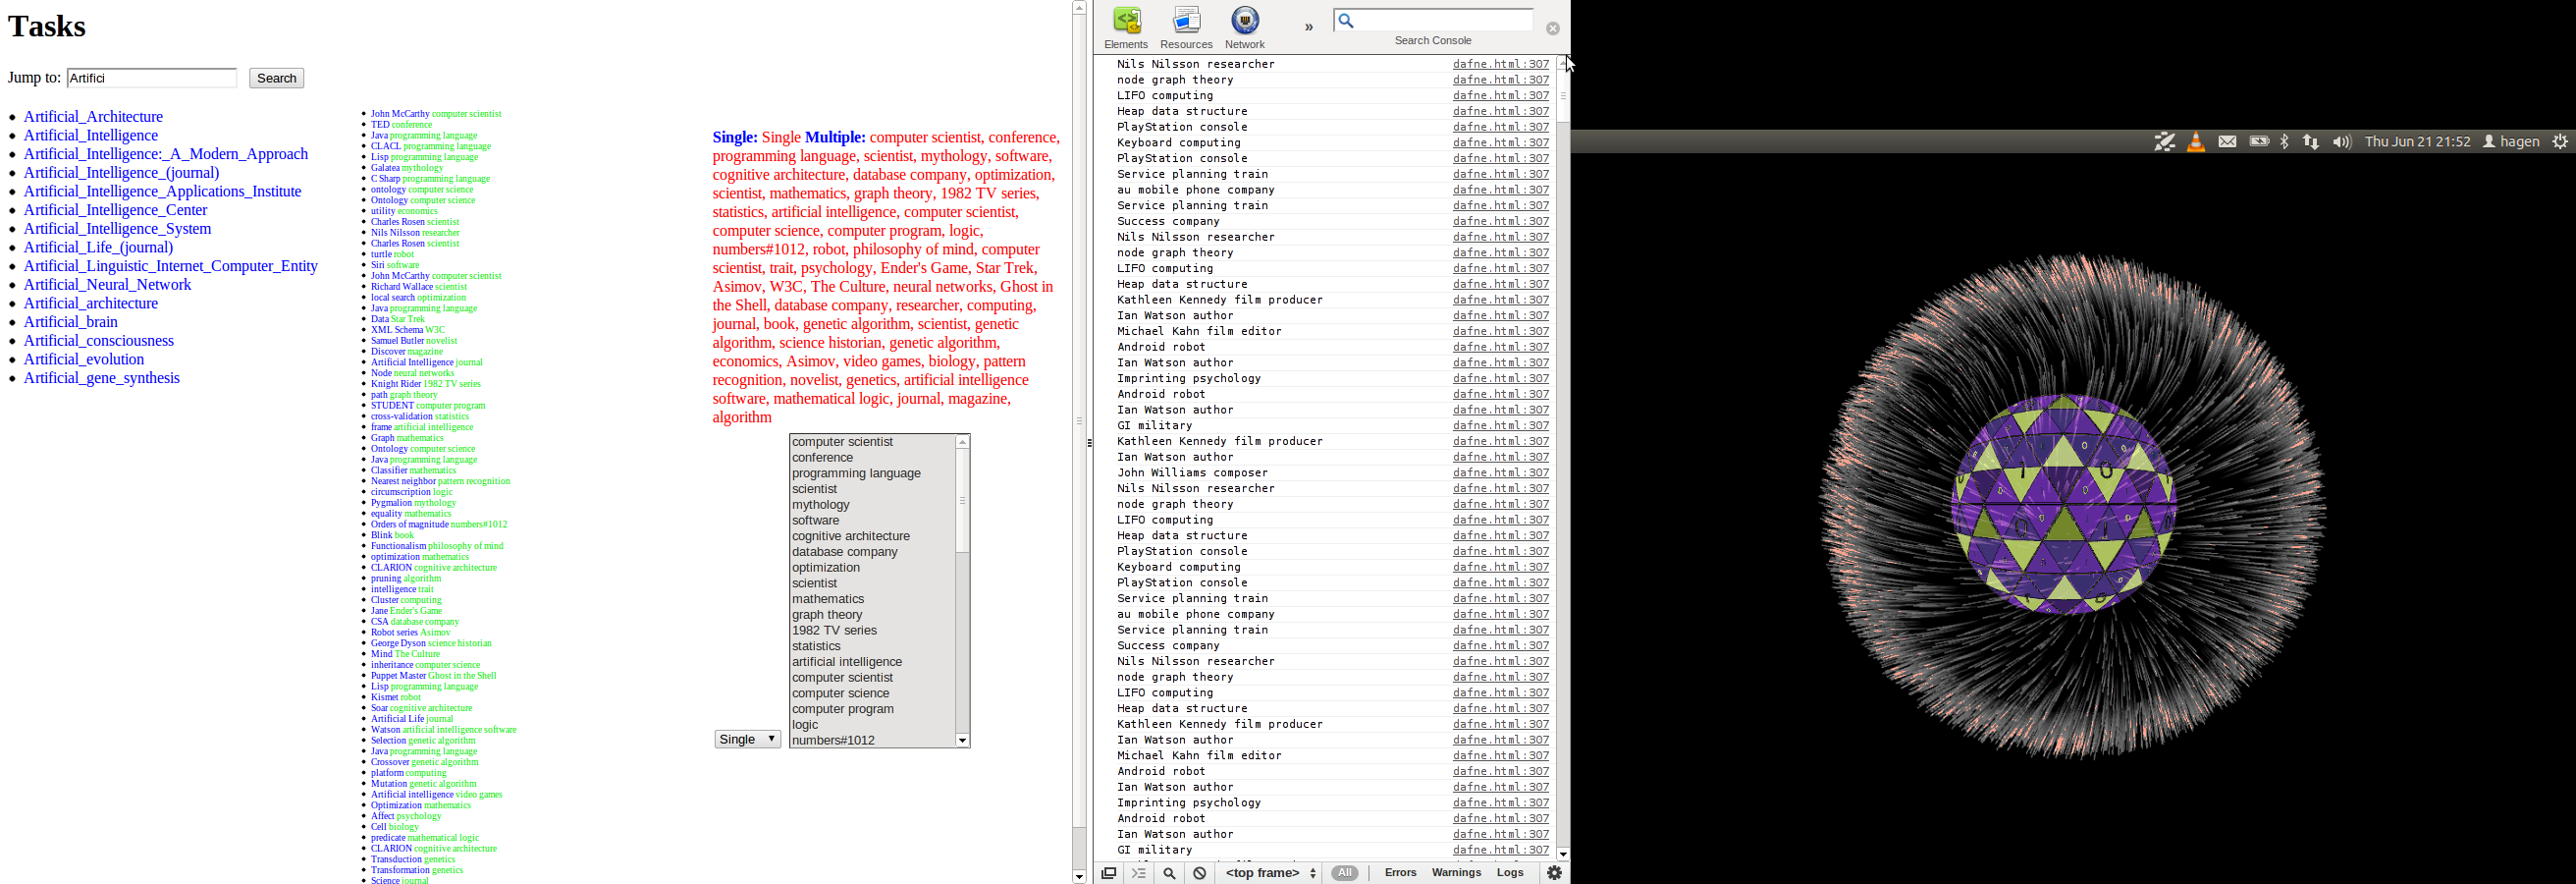 Tasks
Jump to: Artifici Search
Artificial_Architecture
Artificial_Intelligence
Artificial_Intelligence:_A_Modern_Approach
Artificial_Intelligence_(journal)
Artificial_Intelligence_Applications_Institute
Artificial_Intelligence_Center
Artificial_Intelligence_System
Artificial_Life_(journal)
Artificial_Linguistic_Internet_Computer_Entity
Artificial_Neural_Network
Artificial_architecture
Artificial_brain
Artificial_consciousness
Artificial_evolution
Artificial_gene_synthesis
John McCarthy computer scientist
TED conference
Java programming language
CLACL programming language
Lisp programming language
Galatea mythology
C Sharp programming language
ontology computer science
Ontology computer science
utility economics
Charles Rosen scientist
Nils Nilsson researcher
Charles Rosen scientist
turtle robot
Siri software
John McCarthy computer scientist
Richard Wallace scientist
local search optimization
Java programming language
Data Star Trek
XML Schema W3C
Samuel Butler novelist
Discover magazine
Artificial Intelligence journal
Node neural networks
Knight Rider 1982 TV series
path graph theory
STUDENT computer program
cross-validation statistics
frame artificial intelligence
Graph mathematics
Ontology computer science
Java programming language
Classifier mathematics
Nearest neighbor pattern recognition
circumscription logic
Pygmalion mythology
equality mathematics
Orders of magnitude numbers#1012
Blink book
Functionalism philosophy of mind
optimization mathematics
CLARION cognitive architecture
pruning algorithm
intelligence trait
Cluster computing
Jane Ender's Game
CSA database company
Robot series Asimov
George Dyson science historian
Mind The Culture
inheritance computer science
Puppet Master Ghost in the Shell
Lisp programming language
Kismet robot
Soar cognitive architecture
Artificial Life journal
Watson artificial intelligence software
Selection genetic algorithm
Java programming language
Crossover genetic algorithm
platform computing
Mutation genetic algorithm
Artificial intelligence video games
Optimization mathematics
Affect psychology
Cell biology
predicate mathematical logic
CLARION cognitive architecture
Transduction genetics
Transformation genetics
Science journal
Single: Single Multiple: computer scientist, conference,
programming language, scientist, mythology, software,
cognitive architecture, database company, optimization,
scientist, mathematics, graph theory, 1982 TV series,
statistics, artificial intelligence, computer scientist,
computer science, computer program, logic,
numbers#1012, robot, philosophy of mind, computer
scientist, trait, psychology, Ender's Game, Star Trek,
Asimov, W3C, The Culture, neural networks, Ghost in
the Shell, database company, researcher, computing,
journal, book, genetic algorithm, scientist, genetic
algorithm, science historian, genetic algorithm,
economics, Asimov, video games, biology, pattern
recognition, novelist, genetics, artificial intelligence
software, mathematical logic, journal, magazine,
algorithm
Single
computer scientist
conference
programming language
scientist
mythology
software
cognitive architecture
database company
optimization
scientist
mathematics
graph theory
1982 TV series
statistics
artificial intelligence
computer scientist
computer science
computer program
logic
numbers#1012
Elements Resources Network » Search Console
Nils Nilsson researcher dafne.html:307
node graph theory dafne.html:307
LIFO computing dafne.html:307
Heap data structure dafne.html:307
PlayStation console dafne.html:307
Keyboard computing dafne.html:307
PlayStation console dafne.html:307
Service planning train dafne.html:307
au mobile phone company dafne.html:307
Service planning train dafne.html:307
Success company dafne.html:307
Nils Nilsson researcher dafne.html:307
node graph theory dafne.html:307
LIFO computing dafne.html:307
Heap data structure dafne.html:307
Kathleen Kennedy film producer dafne.html:307
Ian Watson author dafne.html:307
Michael Kahn film editor dafne.html:307
Android robot dafne.html:307
Ian Watson author dafne.html:307
Imprinting psychology dafne.html:307
Android robot dafne.html:307
Ian Watson author dafne.html:307
GI military dafne.html:307
Kathleen Kennedy film producer dafne.html:307
Ian Watson author dafne.html:307
John Williams composer dafne.html:307
Nils Nilsson researcher dafne.html:307
node graph theory dafne.html:307
LIFO computing dafne.html:307
Heap data structure dafne.html:307
PlayStation console dafne.html:307
Keyboard computing dafne.html:307
PlayStation console dafne.html:307
Service planning train dafne.html:307
au mobile phone company dafne.html:307
Service planning train dafne.html:307
Success company dafne.html:307
Nils Nilsson researcher dafne.html:307
node graph theory dafne.html:307
LIFO computing dafne.html:307
Heap data structure dafne.html:307
Kathleen Kennedy film producer dafne.html:307
Ian Watson author dafne.html:307
Michael Kahn film editor dafne.html:307
Android robot dafne.html:307
Ian Watson author dafne.html:307
Imprinting psychology dafne.html:307
Android robot dafne.html:307
Ian Watson author dafne.html:307
GI military dafne.html:307
<top frame> All Errors Warnings Logs
Thu Jun 21 21:52 hagen